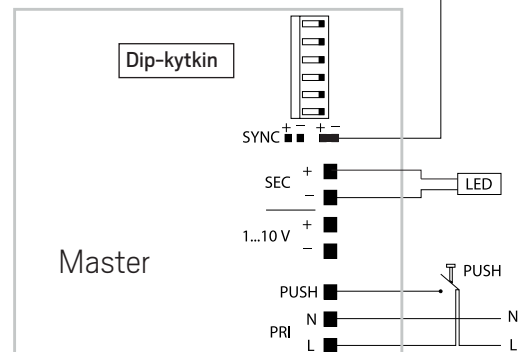 Dip-kytkin
+ − + −
SYNC
+
SEC
−
LED
+
1...10 V
−
Master
PUSH
PUSH
N
N
PRI
L
L